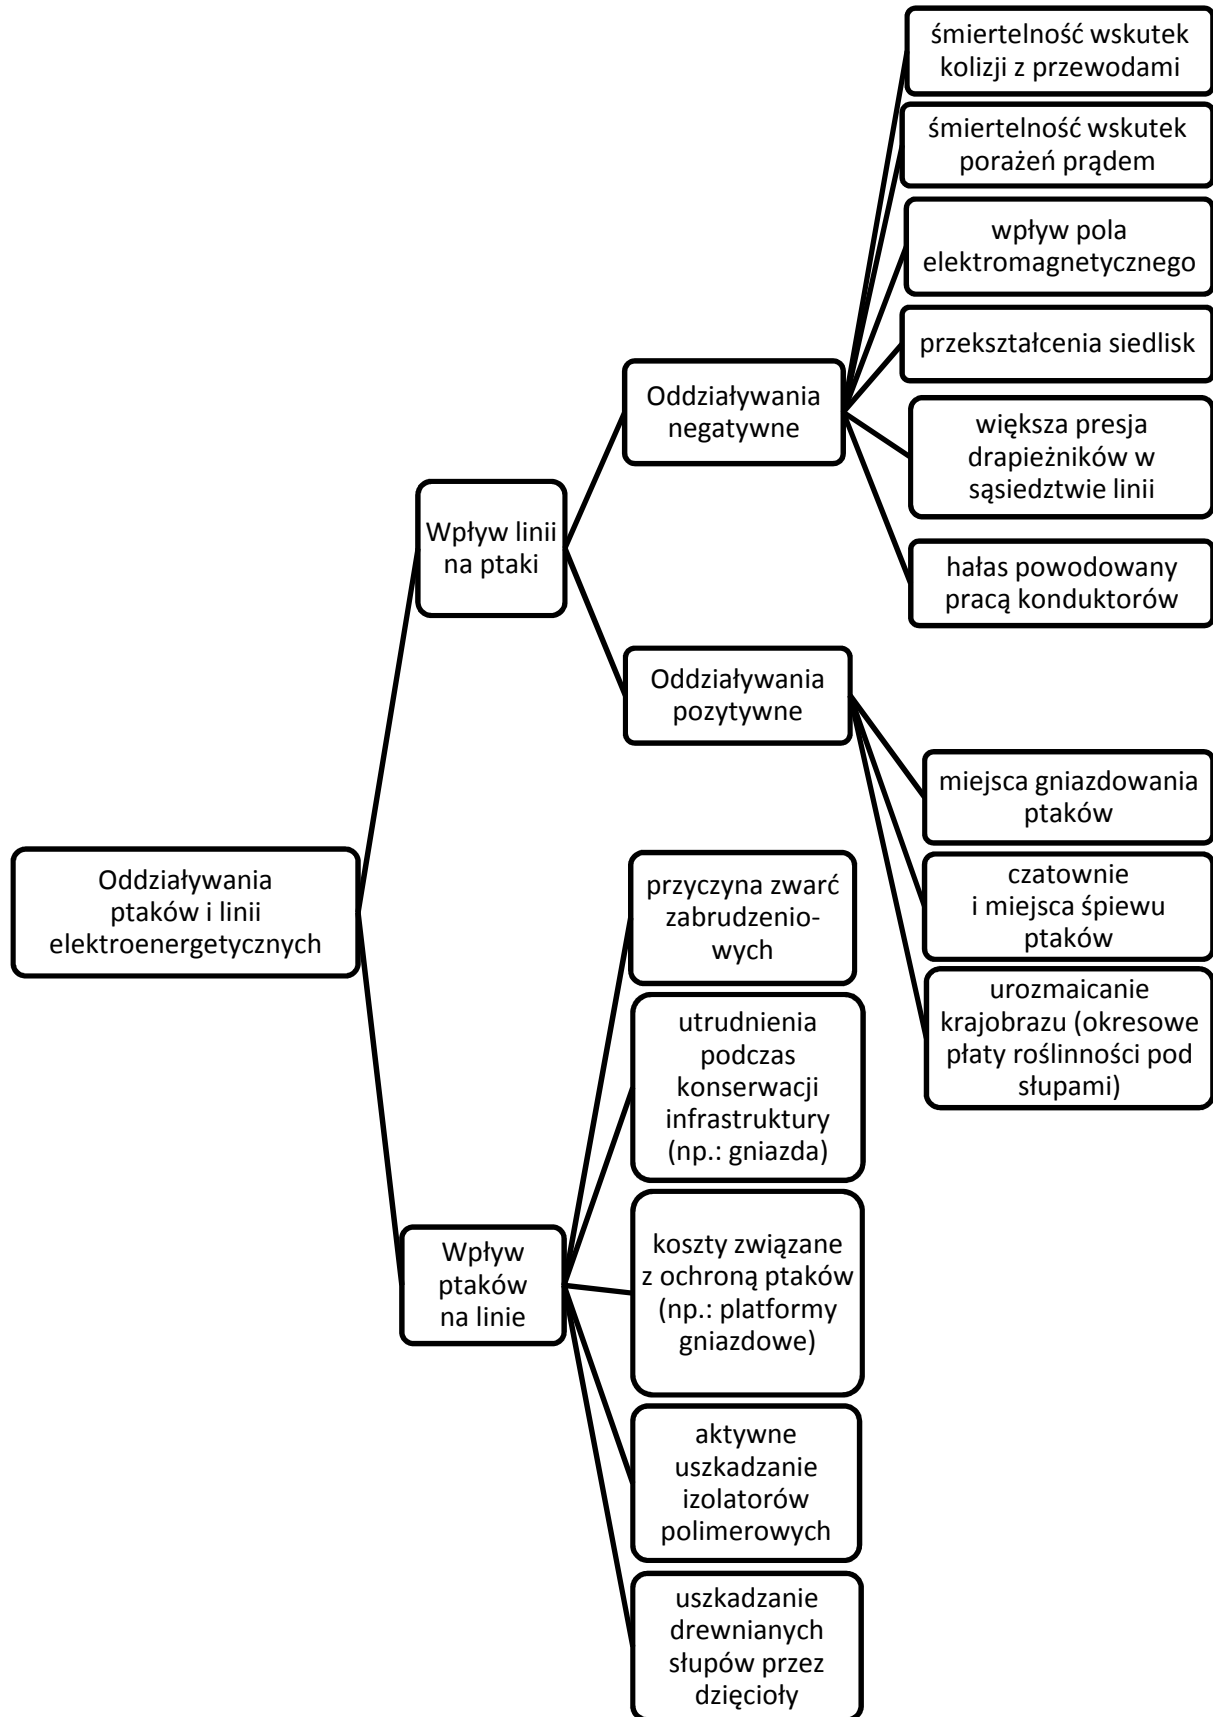 śmiertelność wskutek
kolizji z przewodami
śmiertelność wskutek
porażeń prądem
wpływ pola
elektromagnetycznego
przekształcenia siedlisk
Oddziaływania
negatywne
większa presja
drapieżników w
sąsiedztwie linii
Wpływ linii
na ptaki
hałas powodowany
pracą konduktorów
Oddziaływania
pozytywne
miejsca gniazdowania
ptaków
Oddziaływania
ptaków i linii
elektroenergetycznych
przyczyna zwarć
zabrudzenio-
wych
czatownie
i miejsca śpiewu
ptaków
urozmaicanie
krajobrazu (okresowe
płaty roślinności pod
słupami)
utrudnienia
podczas
konserwacji
infrastruktury
(np.: gniazda)
Wpływ
ptaków
na linie
koszty związane
z ochroną ptaków
(np.: platformy
gniazdowe)
aktywne
uszkadzanie
izolatorów
polimerowych
uszkadzanie
drewnianych
słupów przez
dzięcioły